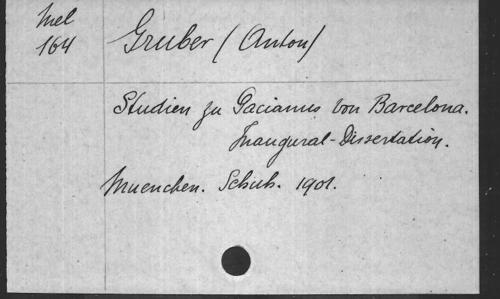 Mel
164
Gruber (Anton)
Studien zu Pacianus von Barcelona.
Inaugural-Dissertation.
Muenchen. Schuh. 1901.